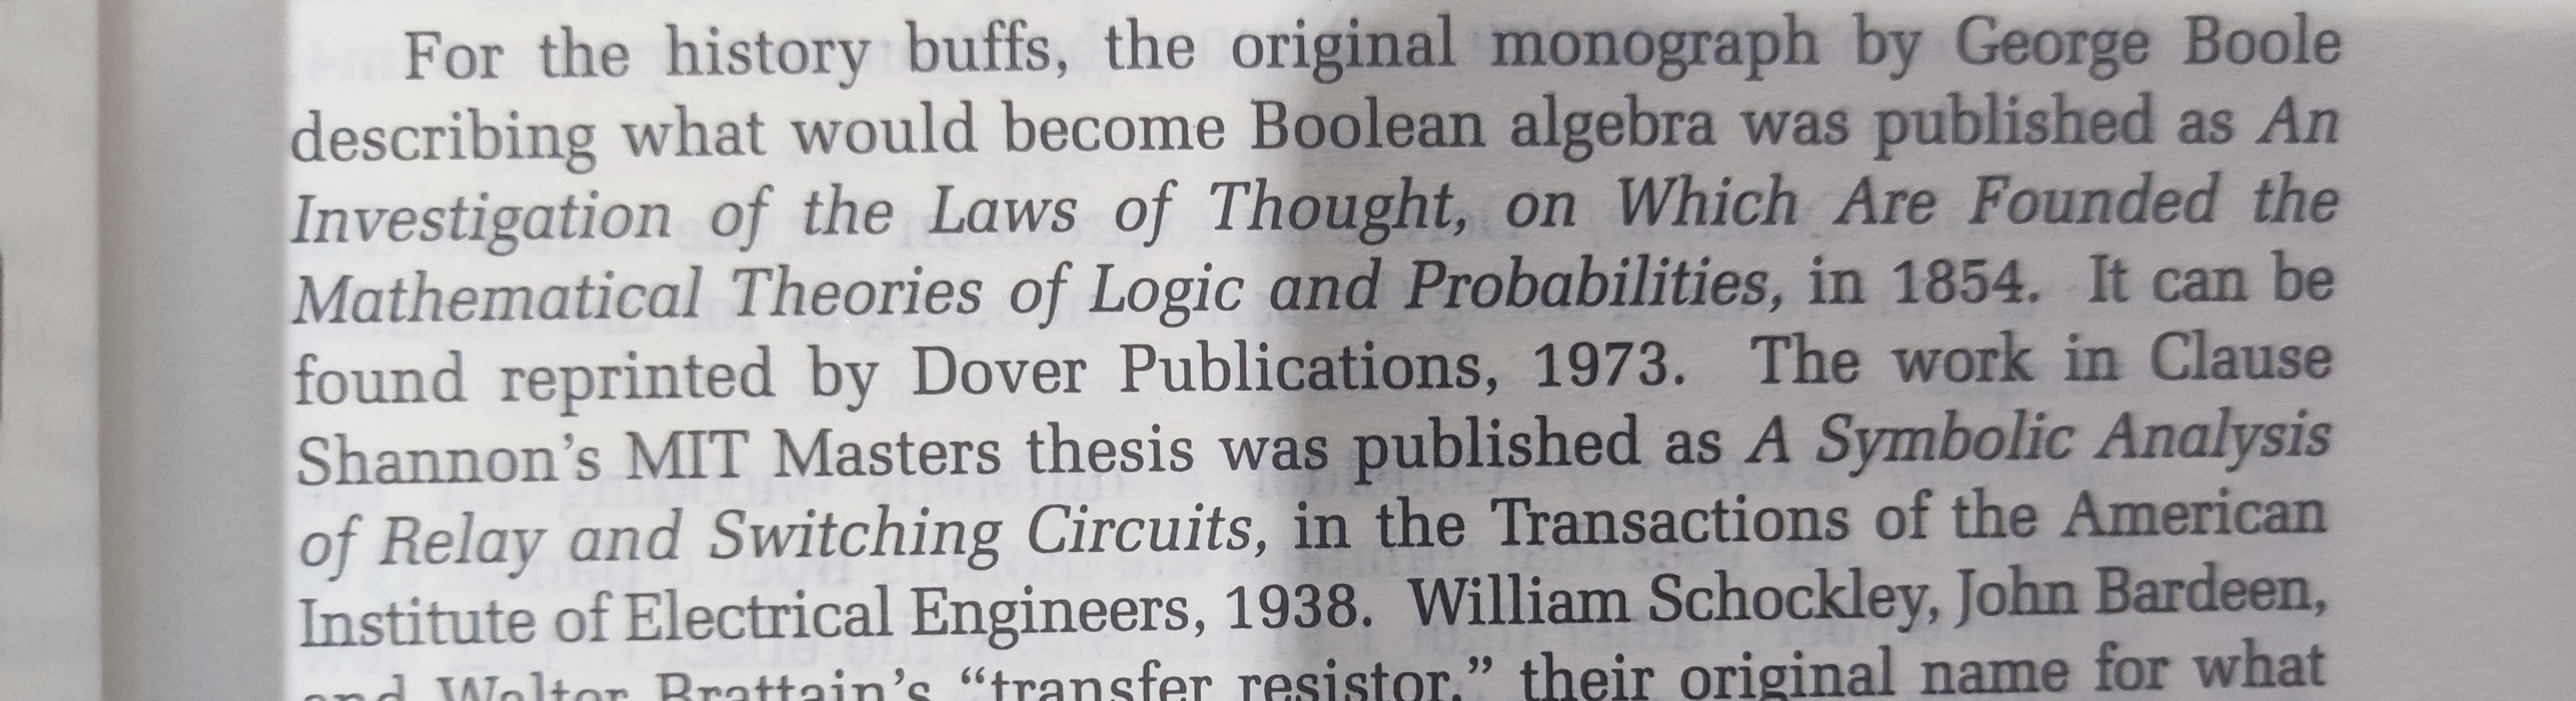 For the history buffs, the original monograph by George Boole
describing what would become Boolean algebra was published as An
Investigation of the Laws of Thought, on Which Are Founded the
Mathematical Theories of Logic and Probabilities, in 1854. It can be
found reprinted by Dover Publications, 1973. The work in Clause
Shannon's MIT Masters thesis was published as A Symbolic Analysis
of Relay and Switching Circuits, in the Transactions of the American
Institute of Electrical Engineers, 1938. William Schockley, John Bardeen,
and Walter Brattain's “transfer resistor,” their original name for what